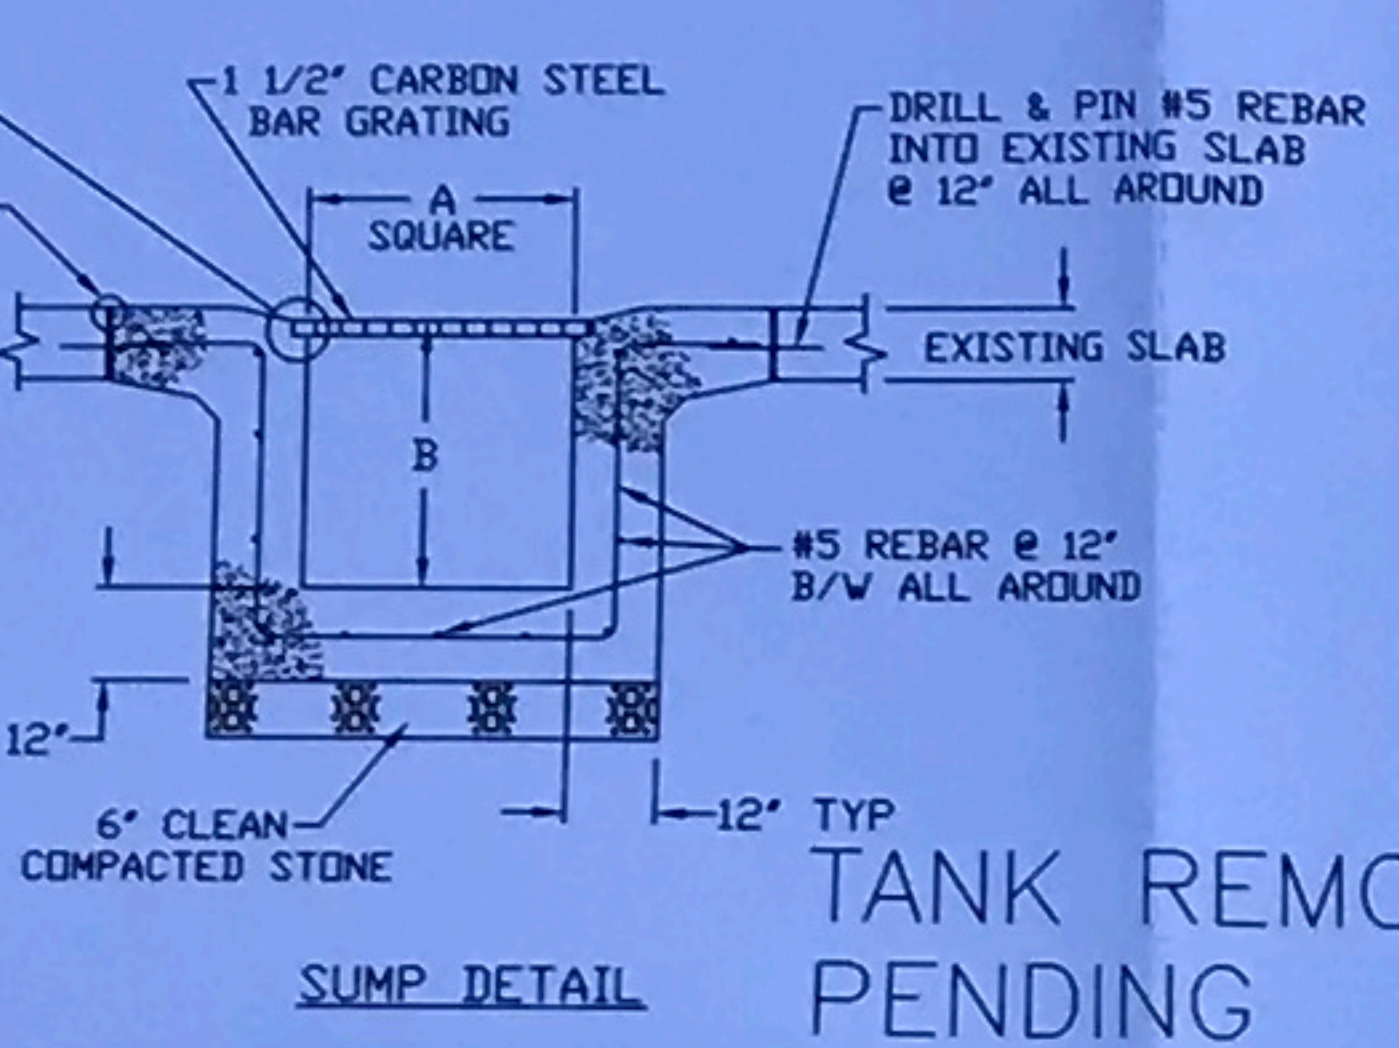 1 1/2" CARBON STEEL
BAR GRATING
DRILL & PIN #5 REBAR
INTO EXISTING SLAB
@ 12" ALL AROUND
A
SQUARE
EXISTING SLAB
B
#5 REBAR @ 12"
B/W ALL AROUND
12"
6" CLEAN
COMPACTED STONE
12" TYP
SUMP DETAIL
TANK REMO
PENDING